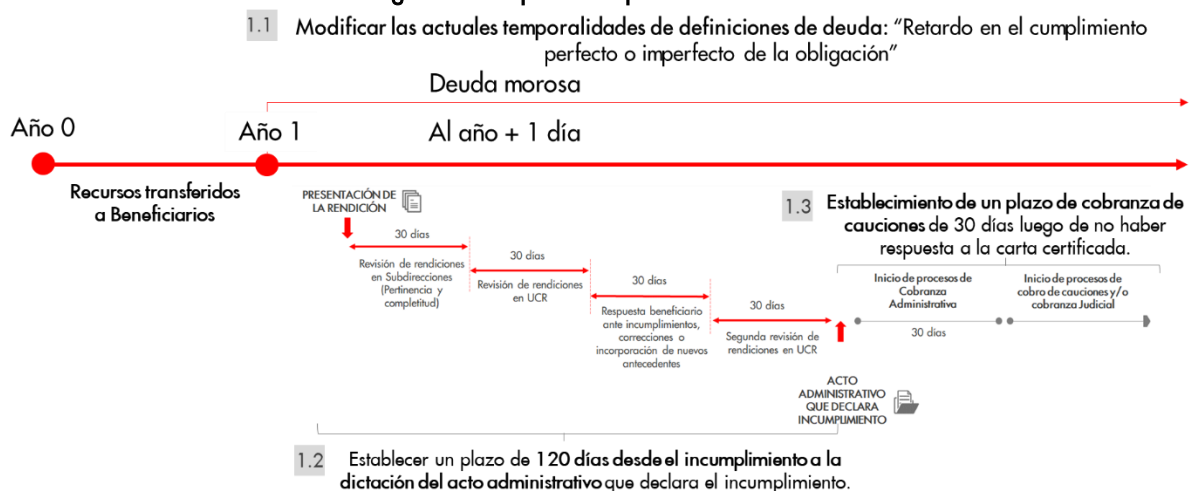 1.1 Modificar las actuales temporalidades de definiciones de deuda: “Retardo en el cumplimiento
perfecto o imperfecto de la obligación”
Deuda morosa
Año 0
Año 1
Al año + 1 día
Recursos transferidos
a Beneficiarios
PRESENTACIÓN DE
LA RENDICIÓN
30 días
Revisión de rendiciones
en Subdirecciones
(Pertinencia y
completitud)
30 días
Revisión de rendiciones
en UCR
30 días
Respuesta beneficiario
ante incumplimientos,
correcciones o
incorporación de nuevos
antecedentes
30 días
Segunda revisión de
rendiciones en UCR
ACTO
ADMINISTRATIVO
QUE DECLARA
INCUMPLIMIENTO
1.3 Establecimiento de un plazo de cobranza de
cauciones de 30 días luego de no haber
respuesta a la carta certificada.
Inicio de procesos de
Cobranza
Administrativa
30 días
Inicio de procesos de
cobro de cauciones y/o
cobranza Judicial
1.2 Establecer un plazo de 120 días desde el incumplimiento a la
dictación del acto administrativo que declara el incumplimiento.